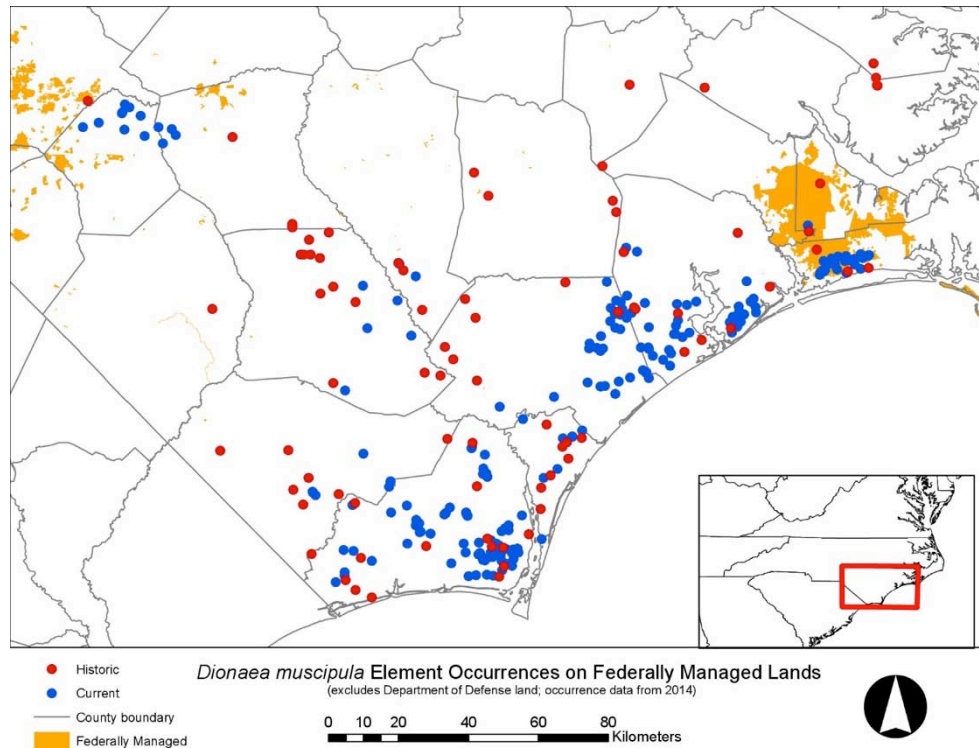 Historic
Current
County boundary
Federally Managed
Dionaea muscipula Element Occurrences on Federally Managed Lands
(excludes Department of Defense land; occurrence data from 2014)
0 10 20 40 60 80
Kilometers